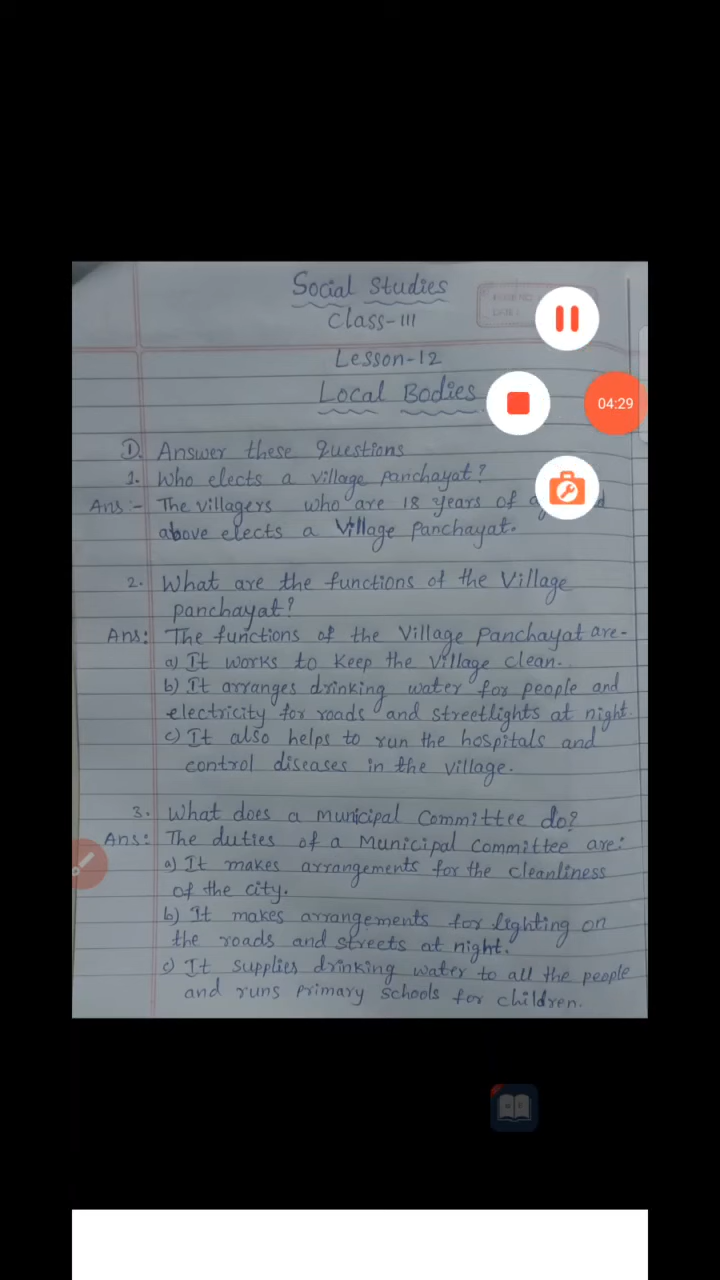 Social Studies
Class-III
Lesson-12
Local Bodies
04:29
D. Answer these questions
1. Who elects a village panchayat?
Ans:- The villagers who are 18 years of
above elects a Village Panchayat.
2. What are the functions of the Village
panchayat?
Ans: The functions of the Village Panchayat are-
a) It works to keep the village clean.
b) It arranges drinking water for people and
electricity for roads and streetlights at night.
c) It also helps to run the hospitals and
control diseases in the village.
3. What does a Municipal Committee do?
Ans: The duties of a Municipal Committee are:
a) It makes arrangements for the cleanliness
of the city.
b) It makes arrangements for lighting on
the roads and streets at night.
c) It supplies drinking water to all the people
and runs primary schools for children.